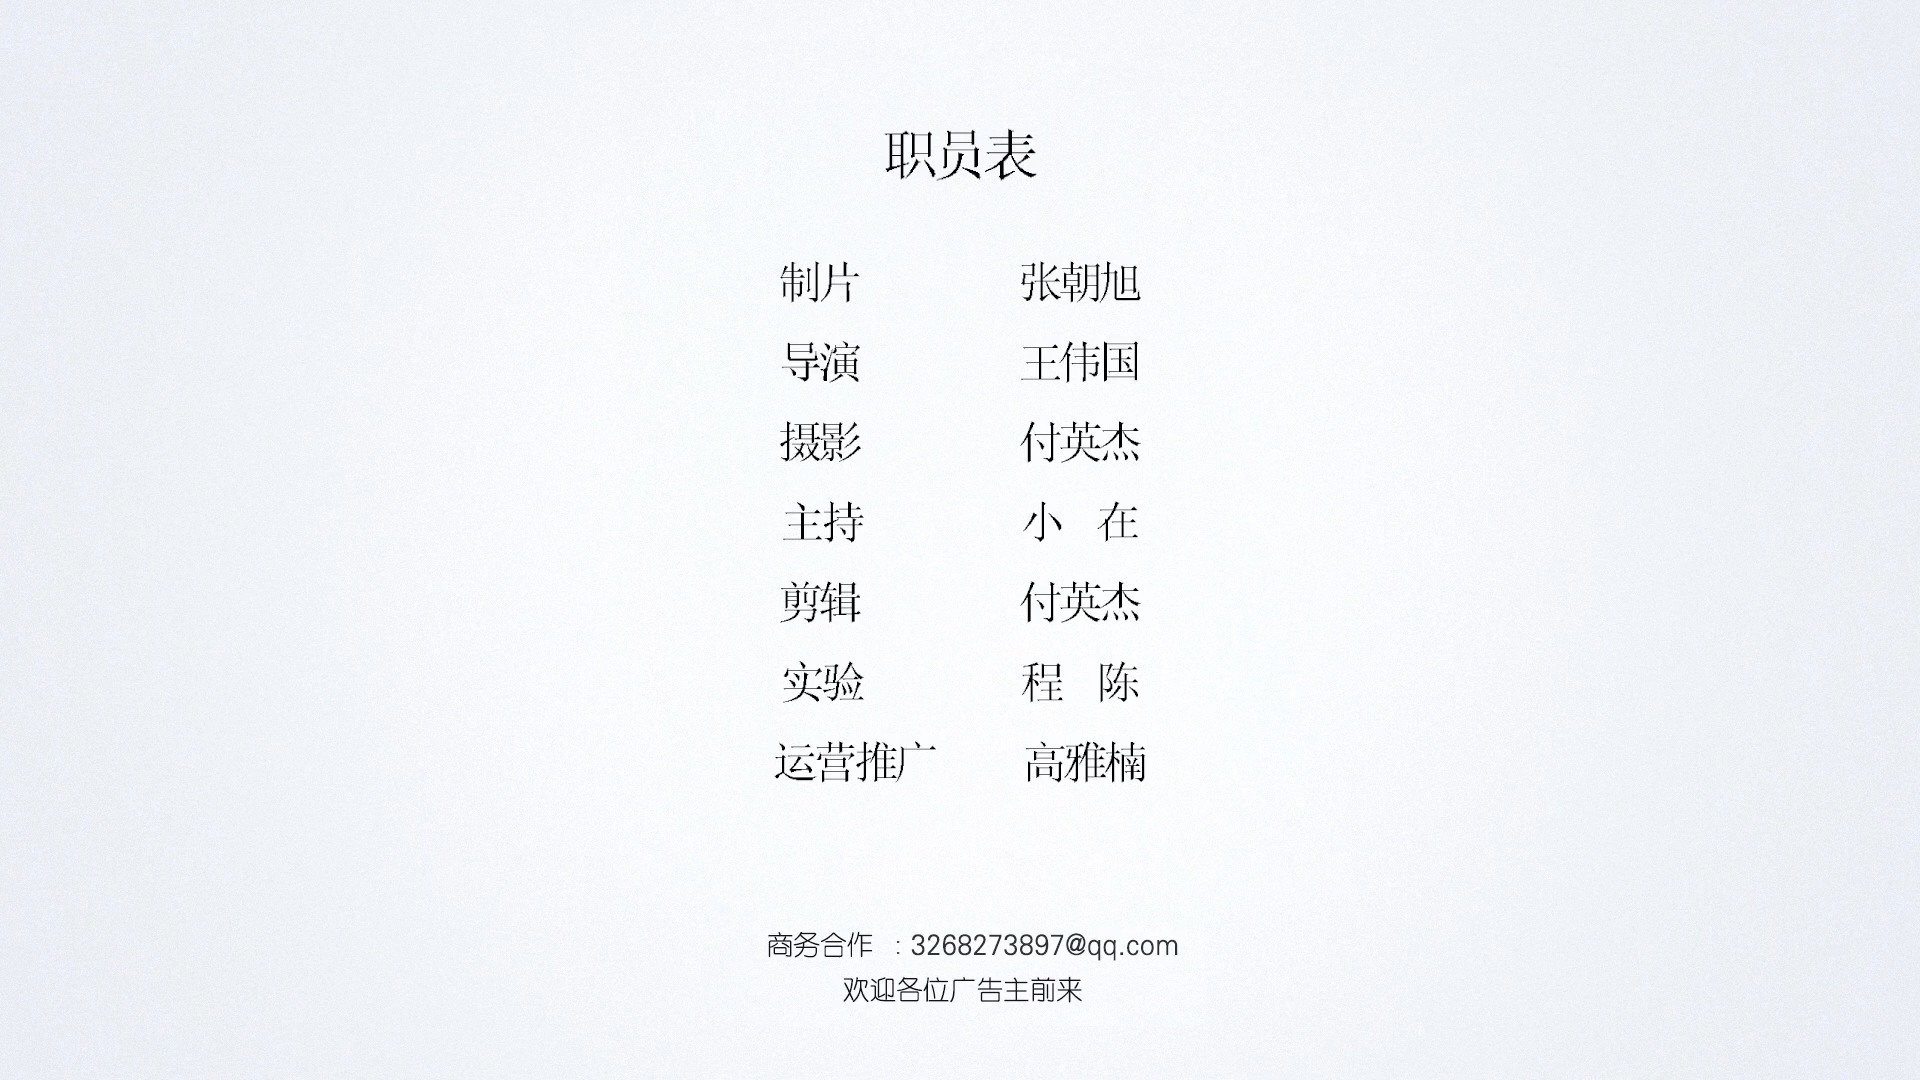 职员表
制片 张朝旭
导演 王伟国
摄影 付英杰
主持 小 在
剪辑 付英杰
实验 程 陈
运营推广 高雅楠
商务合作 ：3268273897@qq.com
欢迎各位广告主前来